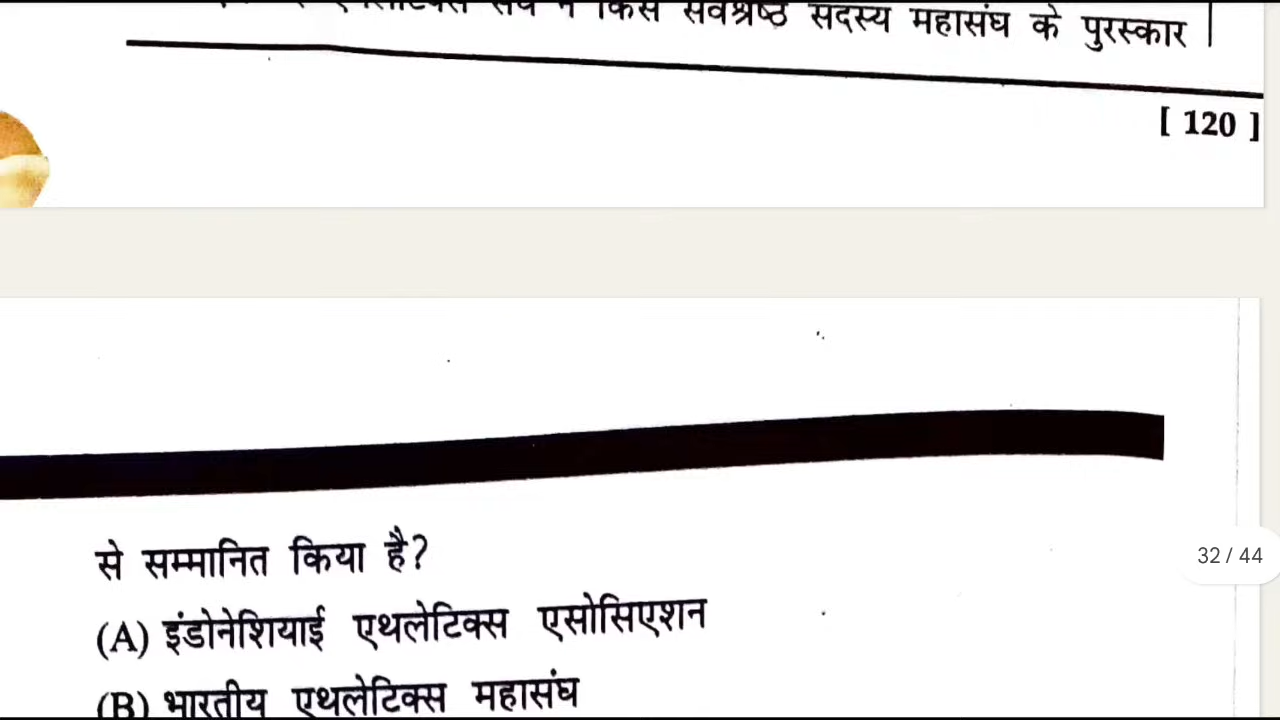 किस सर्वश्रेष्ठ सदस्य महासंघ के पुरस्कार
[ 120 ]
से सम्मानित किया है?
32 / 44
(A) इंडोनेशियाई एथलेटिक्स एसोसिएशन
(B) भारतीय एथलेटिक्स महासंघ